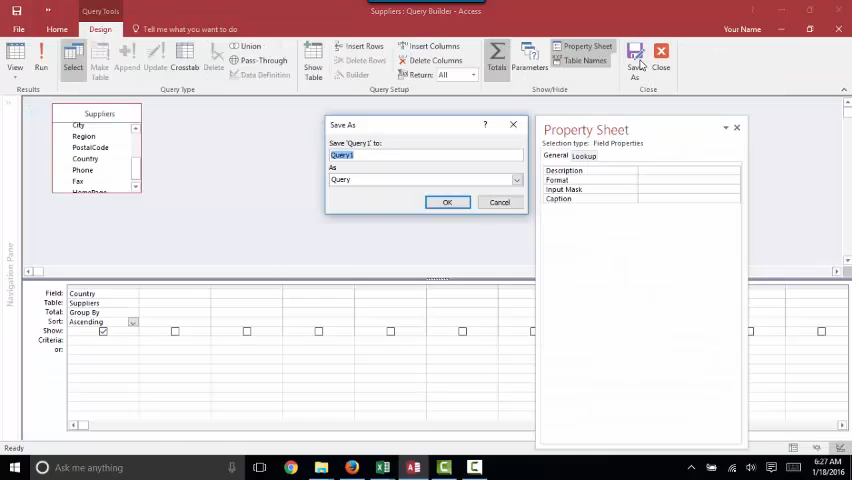 Query Tools
Suppliers : Query Builder - Access
File
Home
Design
Tell me what you want to do
Your Name
View
Run
Select
Make Table
Append
Update
Crosstab
Delete
Union
Pass-Through
Data Definition
Show Table
Insert Rows
Delete Rows
Builder
Insert Columns
Delete Columns
Return: All
Totals
Parameters
Property Sheet
Table Names
Save As
Close
Results
Query Type
Query Setup
Show/Hide
Close
Suppliers
City
Region
PostalCode
Country
Phone
Fax
HomePage
Save As
?
Save 'Query1' to:
Query1
As
Query
OK
Cancel
Property Sheet
Selection type: Field Properties
General
Lookup
Description
Format
Input Mask
Caption
Navigation Pane
Field: Country
Table: Suppliers
Total: Group By
Sort: Ascending
Show:
Criteria:
or:
Ready
Ask me anything
6:27 AM
1/18/2016